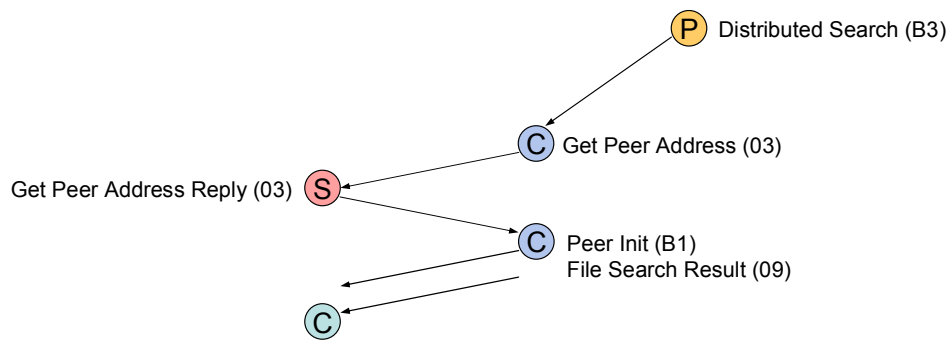 P Distributed Search (B3)
C Get Peer Address (03)
Get Peer Address Reply (03) S
C Peer Init (B1)
File Search Result (09)
C